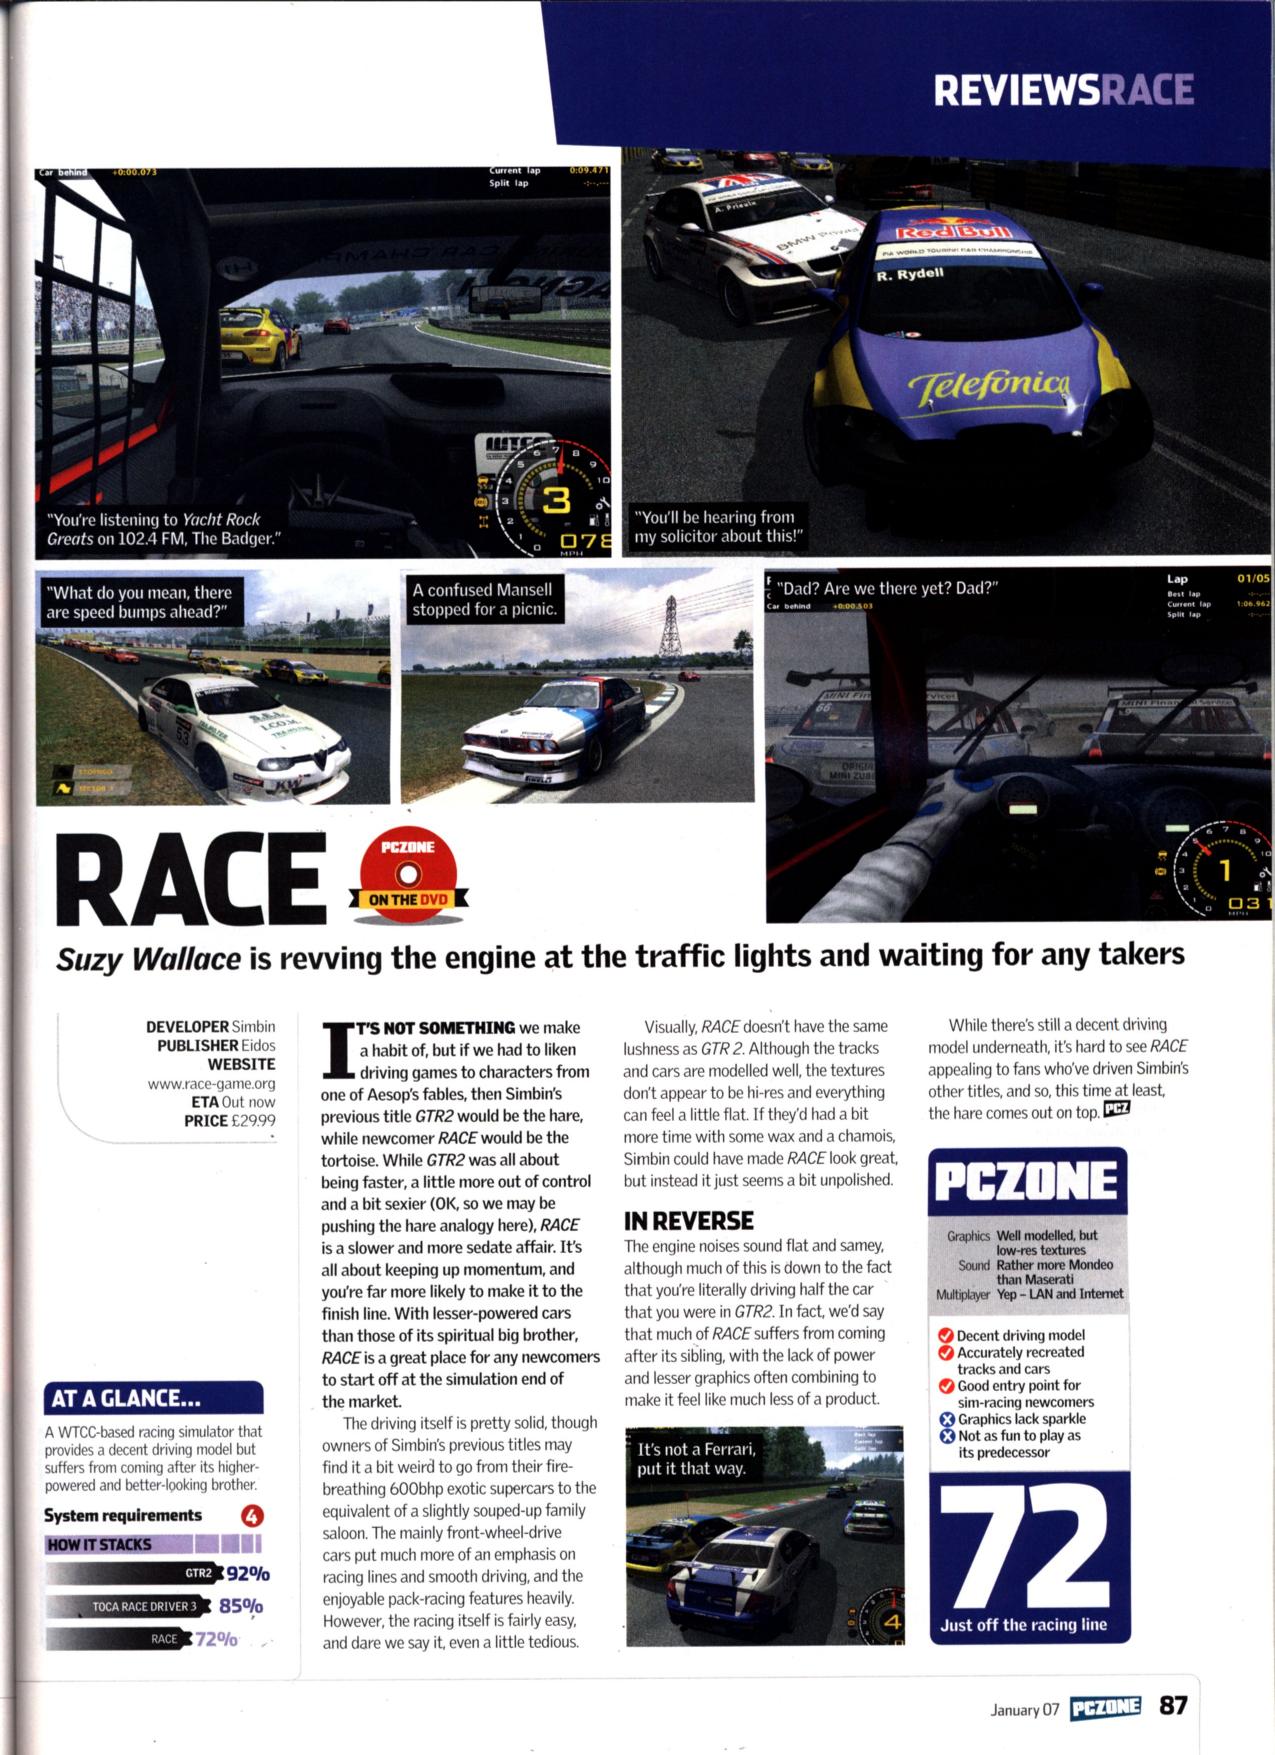 REVIEWSRACE
Car behind +0:00.073
Current lap 0:09.471
Split lap -:--.---
3
078
MPH
"You're listening to Yacht Rock
Greats on 102.4 FM, The Badger."
A. Priaulx
BMW Power
Red Bull
FIA WORLD TOURING CAR CHAMPIONSHIP
R. Rydell
Telefónica
"You'll be hearing from
my solicitor about this!"
"What do you mean, there
are speed bumps ahead?"
53
A confused Mansell
stopped for a picnic.
"Dad? Are we there yet? Dad?"
Car behind +0:00.503
Lap 01/05
Best lap -:--.---
Current lap 1:06.962
Split lap -:--.---
66
1
031
MPH
RACE
PCZONE
ON THE DVD
Suzy Wallace is revving the engine at the traffic lights and waiting for any takers
DEVELOPER Simbin
PUBLISHER Eidos
WEBSITE
www.race-game.org
ETA Out now
PRICE £29.99
AT A GLANCE...
A WTCC-based racing simulator that
provides a decent driving model but
suffers from coming after its higher-
powered and better-looking brother.
System requirements 4
HOW IT STACKS
GTR2 92%
TOCA RACE DRIVER 3 85%
RACE 72%
IT'S NOT SOMETHING we make
a habit of, but if we had to liken
driving games to characters from
one of Aesop's fables, then Simbin's
previous title GTR2 would be the hare,
while newcomer RACE would be the
tortoise. While GTR2 was all about
being faster, a little more out of control
and a bit sexier (OK, so we may be
pushing the hare analogy here), RACE
is a slower and more sedate affair. It's
all about keeping up momentum, and
you're far more likely to make it to the
finish line. With lesser-powered cars
than those of its spiritual big brother,
RACE is a great place for any newcomers
to start off at the simulation end of
the market.
The driving itself is pretty solid, though
owners of Simbin's previous titles may
find it a bit weird to go from their fire-
breathing 600bhp exotic supercars to the
equivalent of a slightly souped-up family
saloon. The mainly front-wheel-drive
cars put much more of an emphasis on
racing lines and smooth driving, and the
enjoyable pack-racing features heavily.
However, the racing itself is fairly easy,
and dare we say it, even a little tedious.
Visually, RACE doesn't have the same
lushness as GTR 2. Although the tracks
and cars are modelled well, the textures
don't appear to be hi-res and everything
can feel a little flat. If they'd had a bit
more time with some wax and a chamois,
Simbin could have made RACE look great,
but instead it just seems a bit unpolished.
IN REVERSE
The engine noises sound flat and samey,
although much of this is down to the fact
that you're literally driving half the car
that you were in GTR2. In fact, we'd say
that much of RACE suffers from coming
after its sibling, with the lack of power
and lesser graphics often combining to
make it feel like much less of a product.
It's not a Ferrari,
put it that way.
4
While there's still a decent driving
model underneath, it's hard to see RACE
appealing to fans who've driven Simbin's
other titles, and so, this time at least,
the hare comes out on top. PCZ
PCZONE
Graphics Well modelled, but
low-res textures
Sound Rather more Mondeo
than Maserati
Multiplayer Yep – LAN and Internet
Decent driving model
Accurately recreated
tracks and cars
Good entry point for
sim-racing newcomers
Graphics lack sparkle
Not as fun to play as
its predecessor
72
Just off the racing line
January 07 PCZONE 87